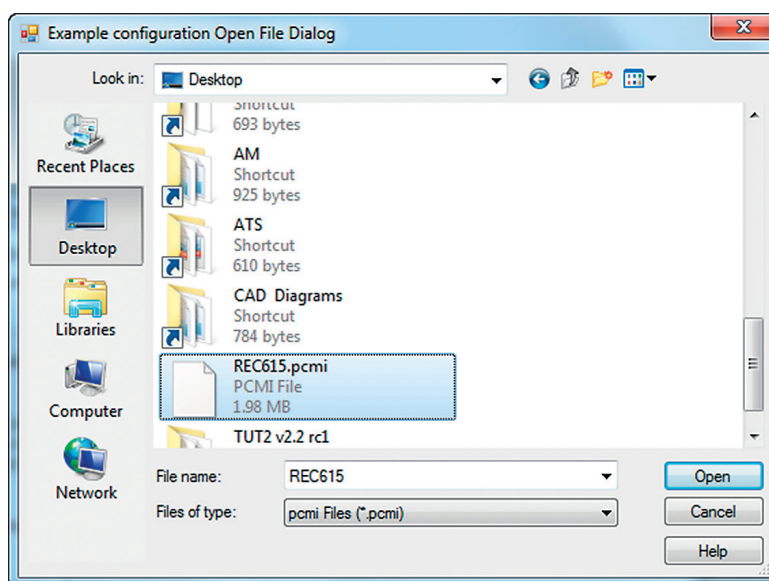 Example configuration Open File Dialog
Look in:
Desktop
Recent Places
Desktop
Libraries
Computer
Network
Shortcut
693 bytes
AM
Shortcut
925 bytes
ATS
Shortcut
610 bytes
CAD Diagrams
Shortcut
784 bytes
REC615.pcmi
PCMI File
1.98 MB
TUT2 v2.2 rc1
File name:
REC615
Open
Files of type:
pcmi Files (*.pcmi)
Cancel
Help